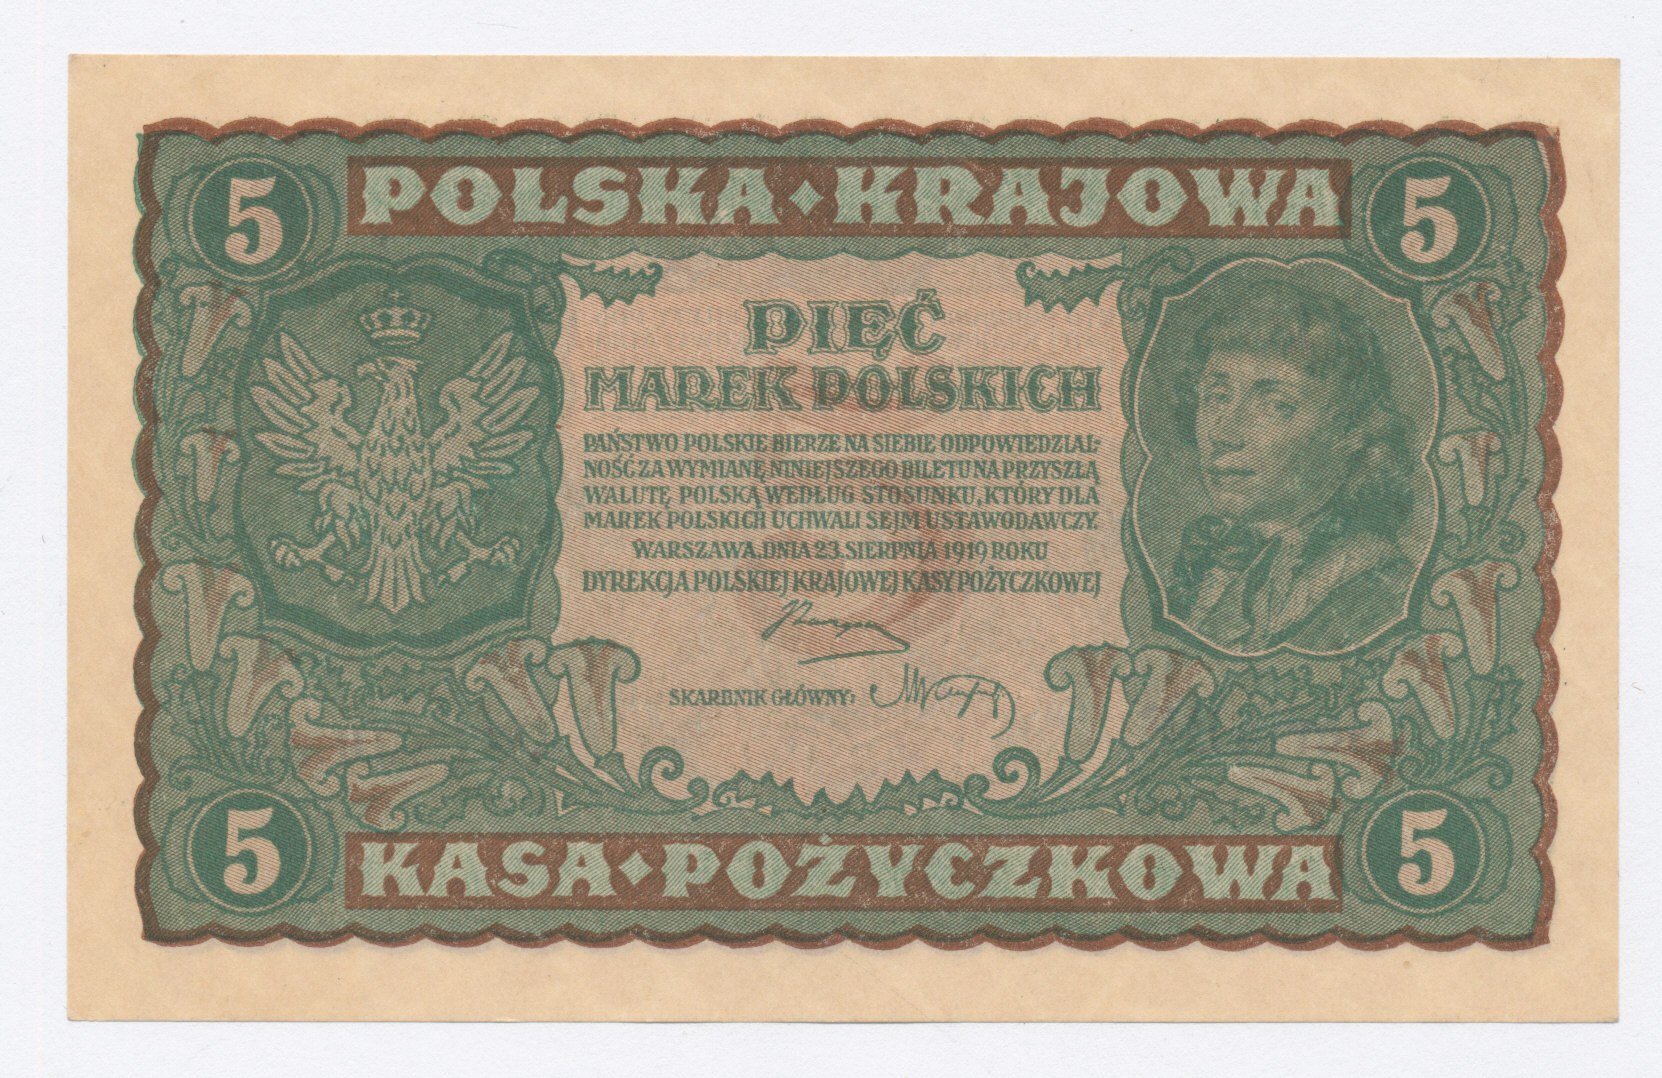 5 POLSKA KRAJOWA 5
PIĘĆ
MAREK POLSKICH
PAŃSTWO POLSKIE BIERZE NA SIEBIE ODPOWIEDZIAL-
NOŚĆ ZA WYMIANĘ NINIEJSZEGO BILETU NA PRZYSZŁĄ
WALUTĘ POLSKĄ WEDŁUG STOSUNKU, KTÓRY DLA
MAREK POLSKICH UCHWALI SEJM USTAWODAWCZY.
WARSZAWA, DNIA 23. SIERPNIA 1919 ROKU
DYREKCJA POLSKIEJ KRAJOWEJ KASY POŻYCZKOWEJ
SKARBNIK GŁÓWNY:
5 KASA POŻYCZKOWA 5